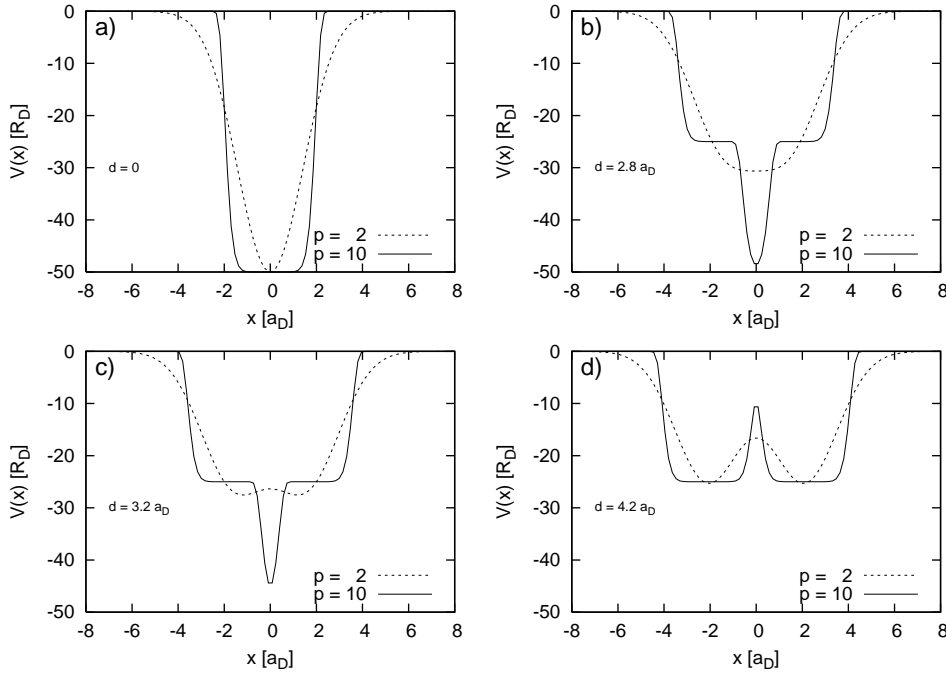 a)
V(x) [R_D]
0
-10
-20
-30
-40
-50
d = 0
p = 2
p = 10
-8 -6 -4 -2 0 2 4 6 8
x [a_D]
b)
V(x) [R_D]
0
-10
-20
-30
-40
-50
d = 2.8 a_D
p = 2
p = 10
-8 -6 -4 -2 0 2 4 6 8
x [a_D]
c)
V(x) [R_D]
0
-10
-20
-30
-40
-50
d = 3.2 a_D
p = 2
p = 10
-8 -6 -4 -2 0 2 4 6 8
x [a_D]
d)
V(x) [R_D]
0
-10
-20
-30
-40
-50
d = 4.2 a_D
p = 2
p = 10
-8 -6 -4 -2 0 2 4 6 8
x [a_D]